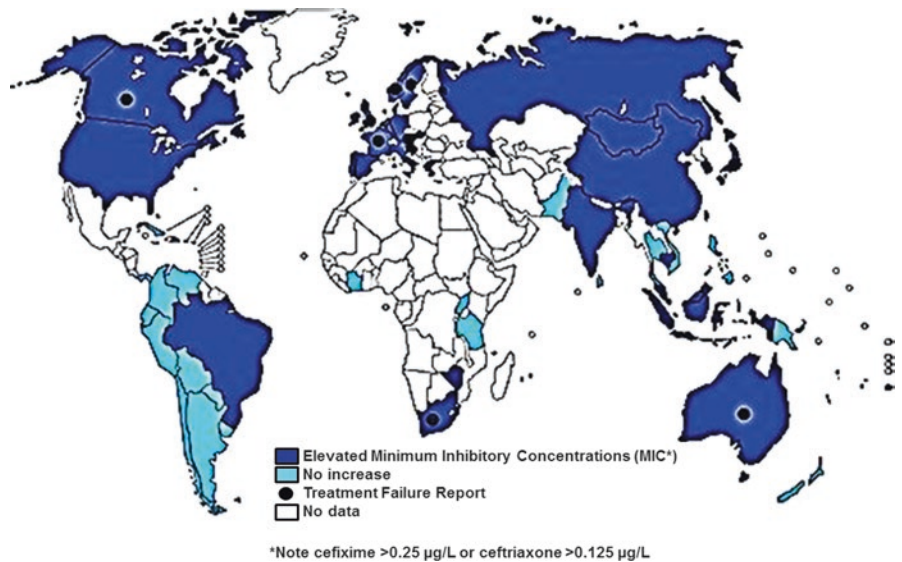 Elevated Minimum Inhibitory Concentrations (MIC*)
No increase
Treatment Failure Report
No data
*Note cefixime >0.25 µg/L or ceftriaxone >0.125 µg/L